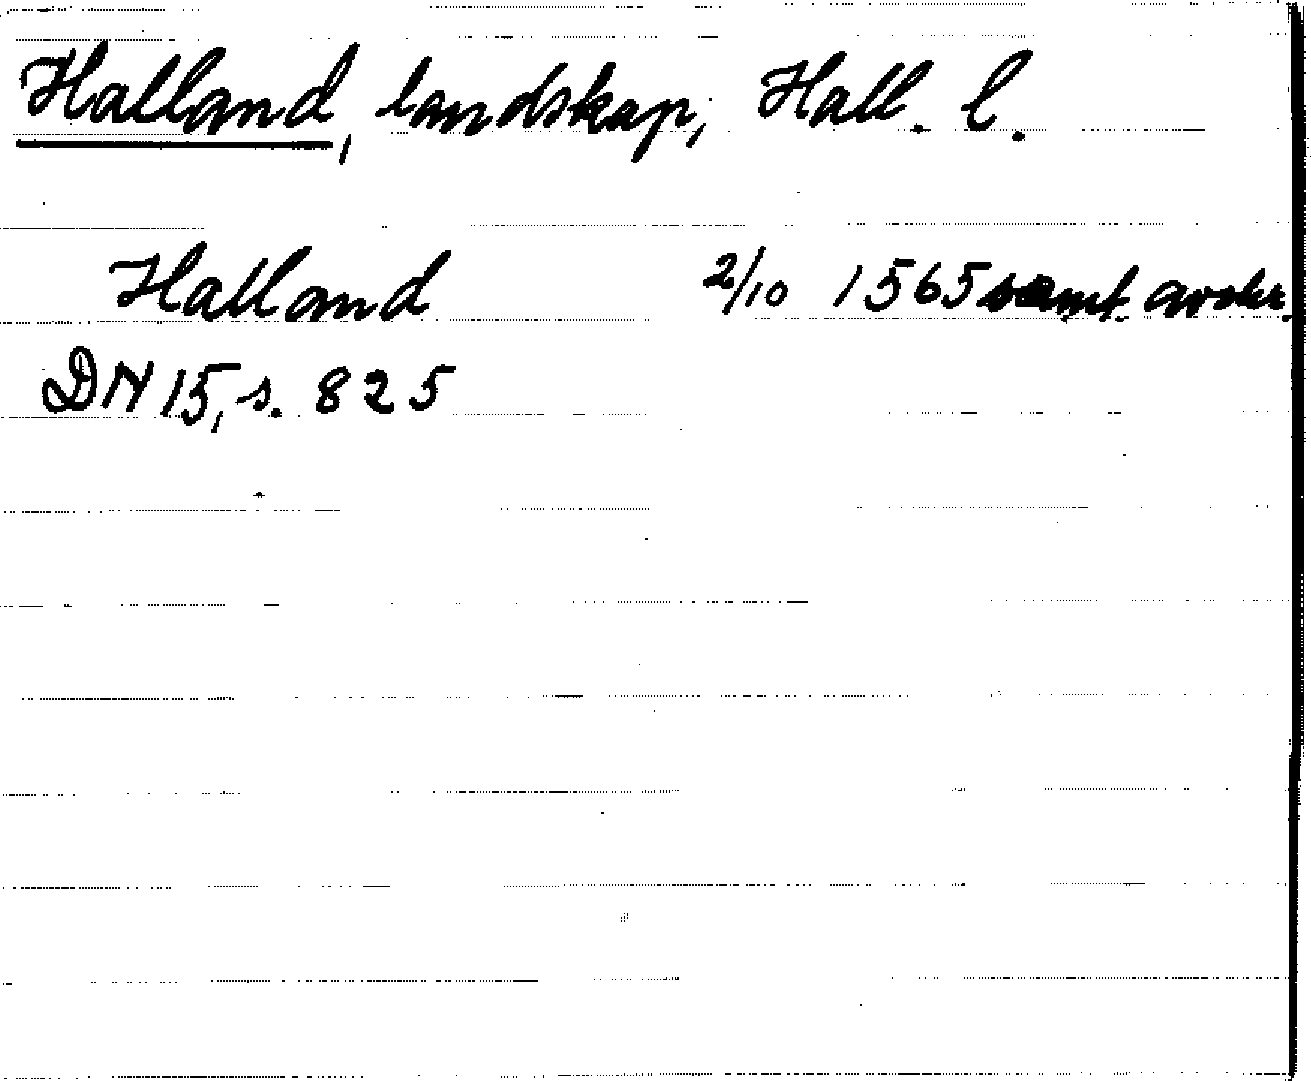 Halland, landskap, Hall. l.
Halland 2/10 1565 samt. avskr.
DN 15, s. 825